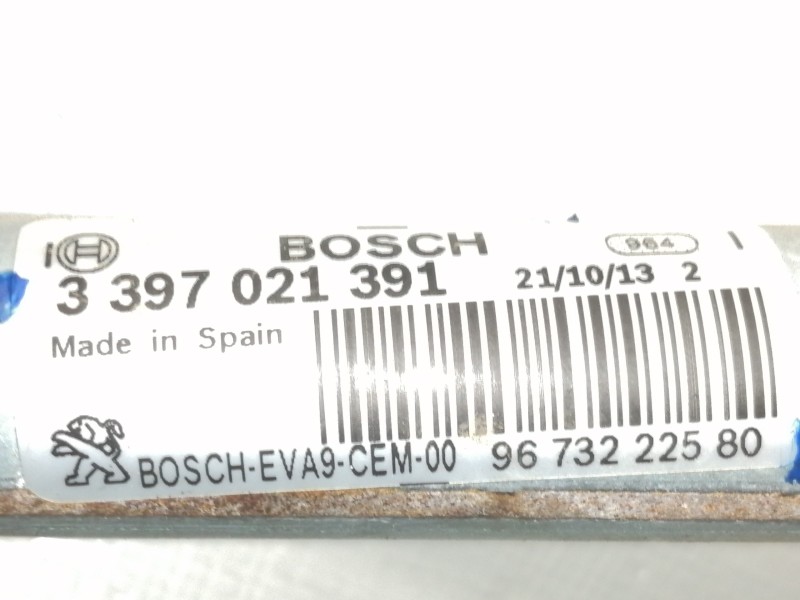 BOSCH 964 I
3 397 021 391 21/10/13 2
Made in Spain
BOSCH-EVA9-CEM-00 96 732 225 80